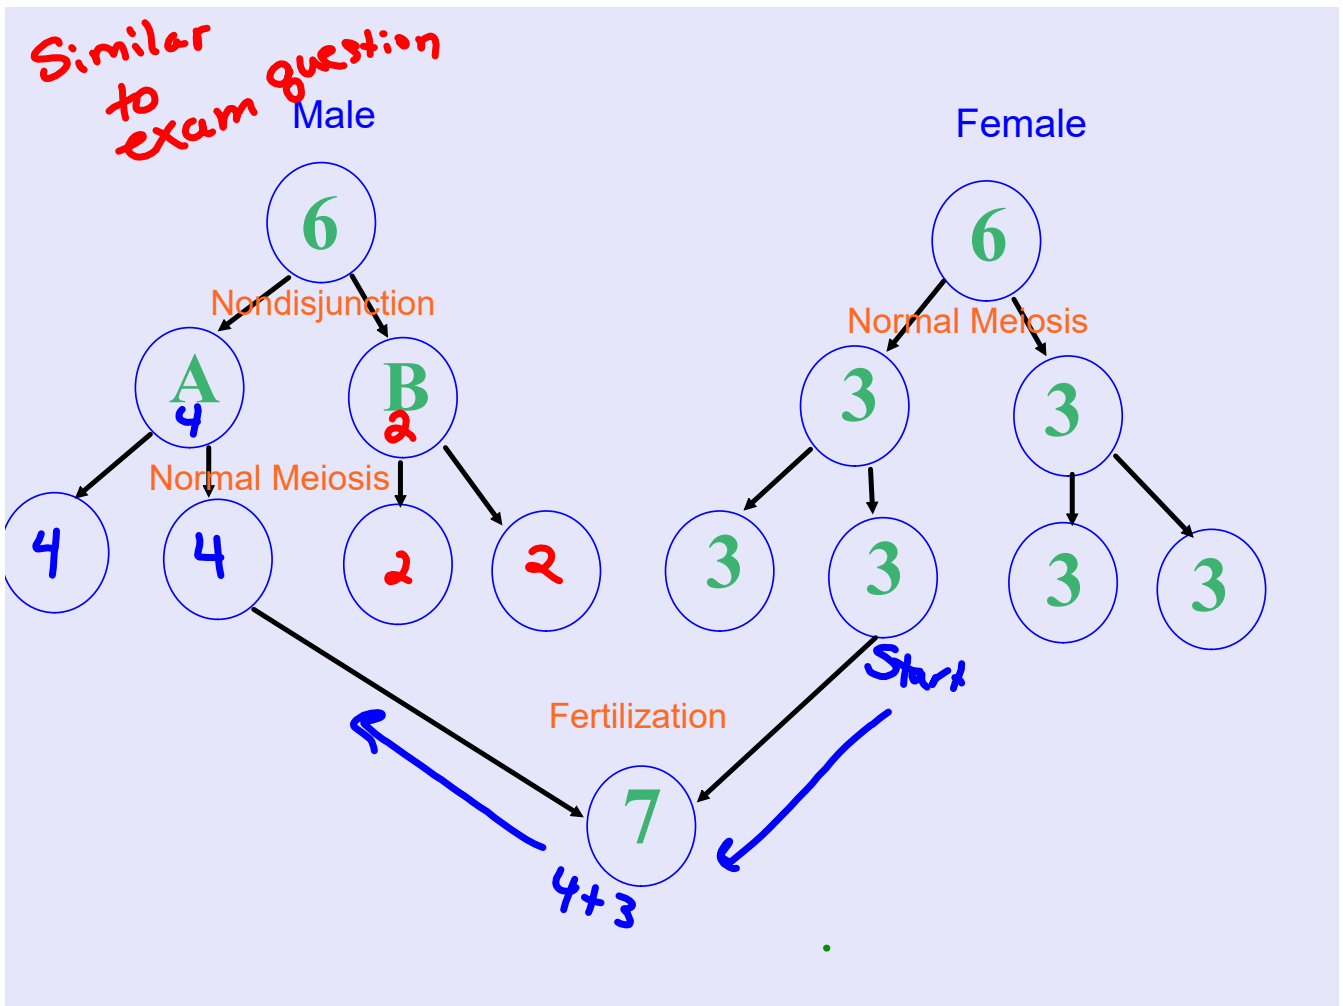 Similar
to
exam question
Male
Female
6
6
Nondisjunction
Normal Meiosis
A
4
B
2
3
3
Normal Meiosis
4
4
2
2
3
3
3
3
Start
Fertilization
7
4+3